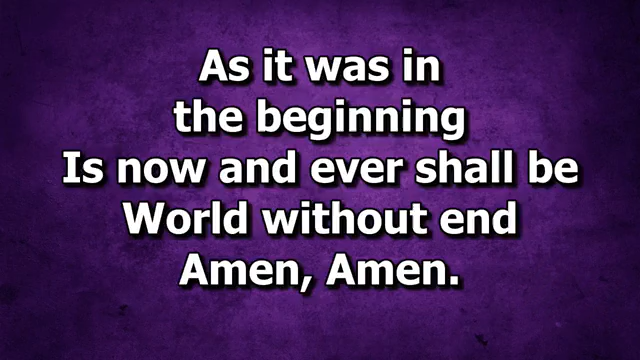 As it was in
the beginning
Is now and ever shall be
World without end
Amen, Amen.